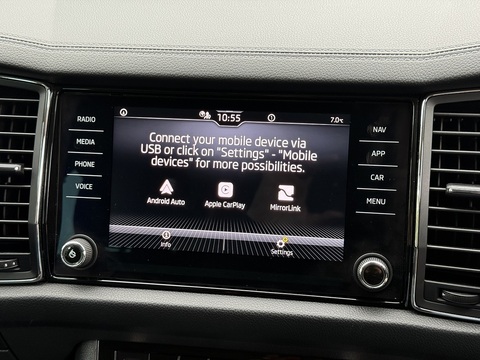 10:55
7.0°C
RADIO
MEDIA
PHONE
VOICE
Connect your mobile device via
USB or click on "Settings" - "Mobile
devices" for more possibilities.
Android Auto
Apple CarPlay
MirrorLink
Info
Settings
NAV
APP
CAR
MENU